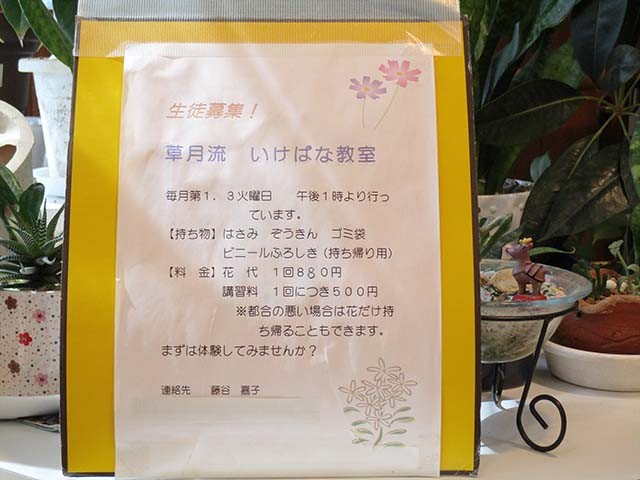 生徒募集！
草月流　いけばな教室
毎月第１．３火曜日　　午後１時より行っ
ています。
【持ち物】はさみ　ぞうきん　ゴミ袋
ビニールふろしき（持ち帰り用）
【料　金】花　代　１回８８０円
講習料　１回につき５００円
※都合の悪い場合は花だけ持
ち帰ることもできます。
まずは体験してみませんか？
連絡先　　藤谷　嘉子